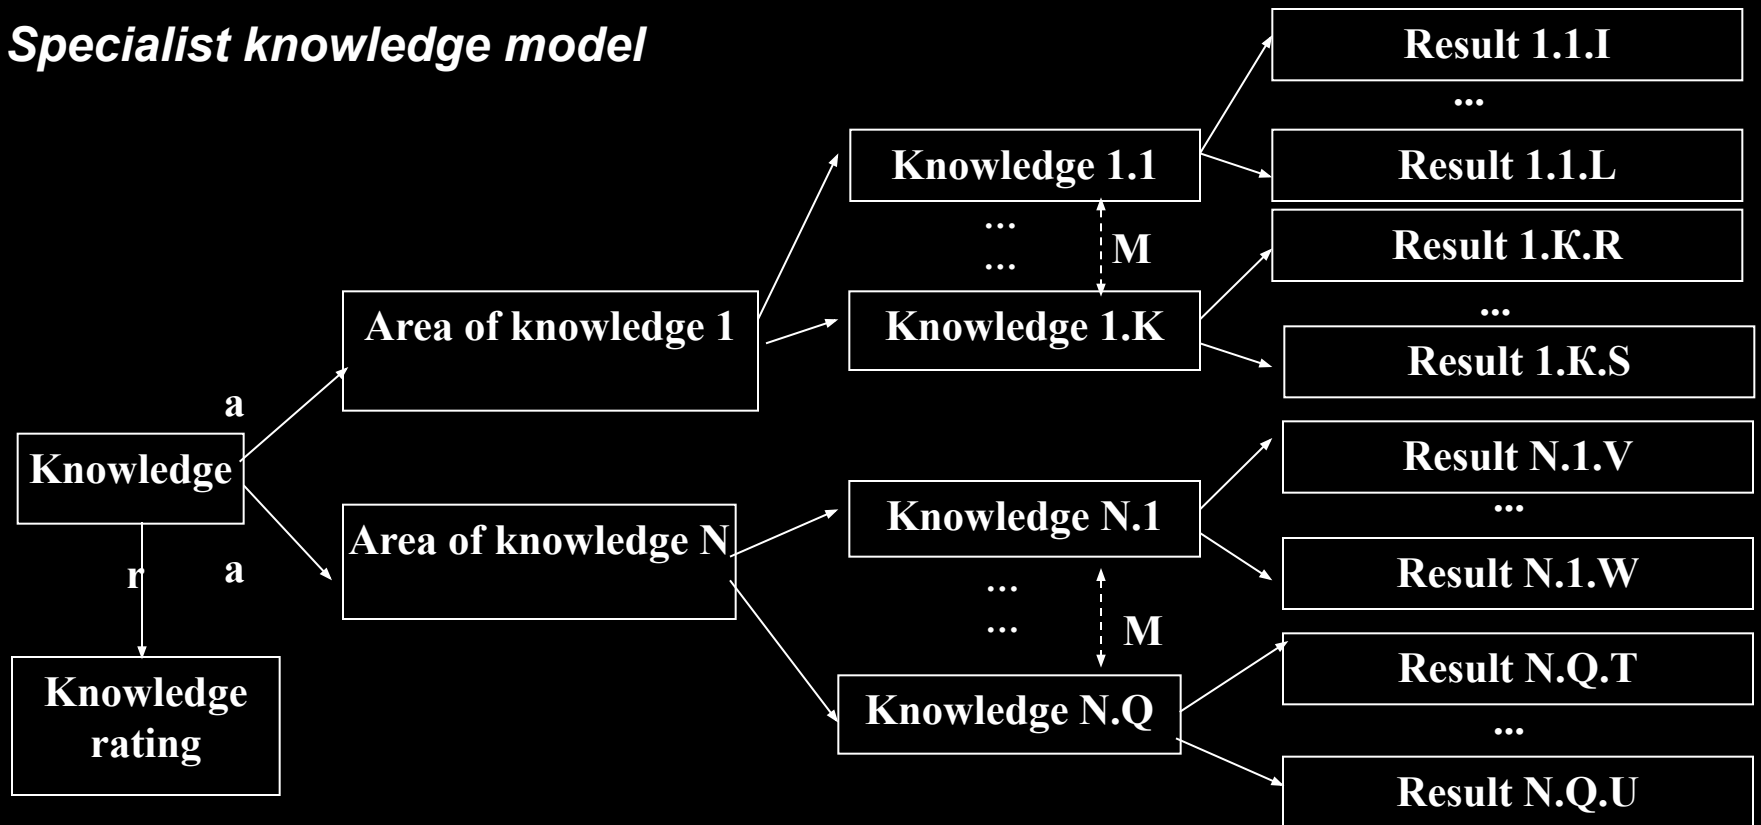 Specialist knowledge model
Result 1.1.I
...
Knowledge 1.1
Result 1.1.L
...
M
Result 1.К.R
...
Area of knowledge 1
Knowledge 1.K
...
Result 1.К.S
a
Knowledge
Result N.1.V
...
Area of knowledge N
Knowledge N.1
r
a
...
Result N.1.W
...
M
Knowledge
rating
Knowledge N.Q
Result N.Q.T
...
Result N.Q.U